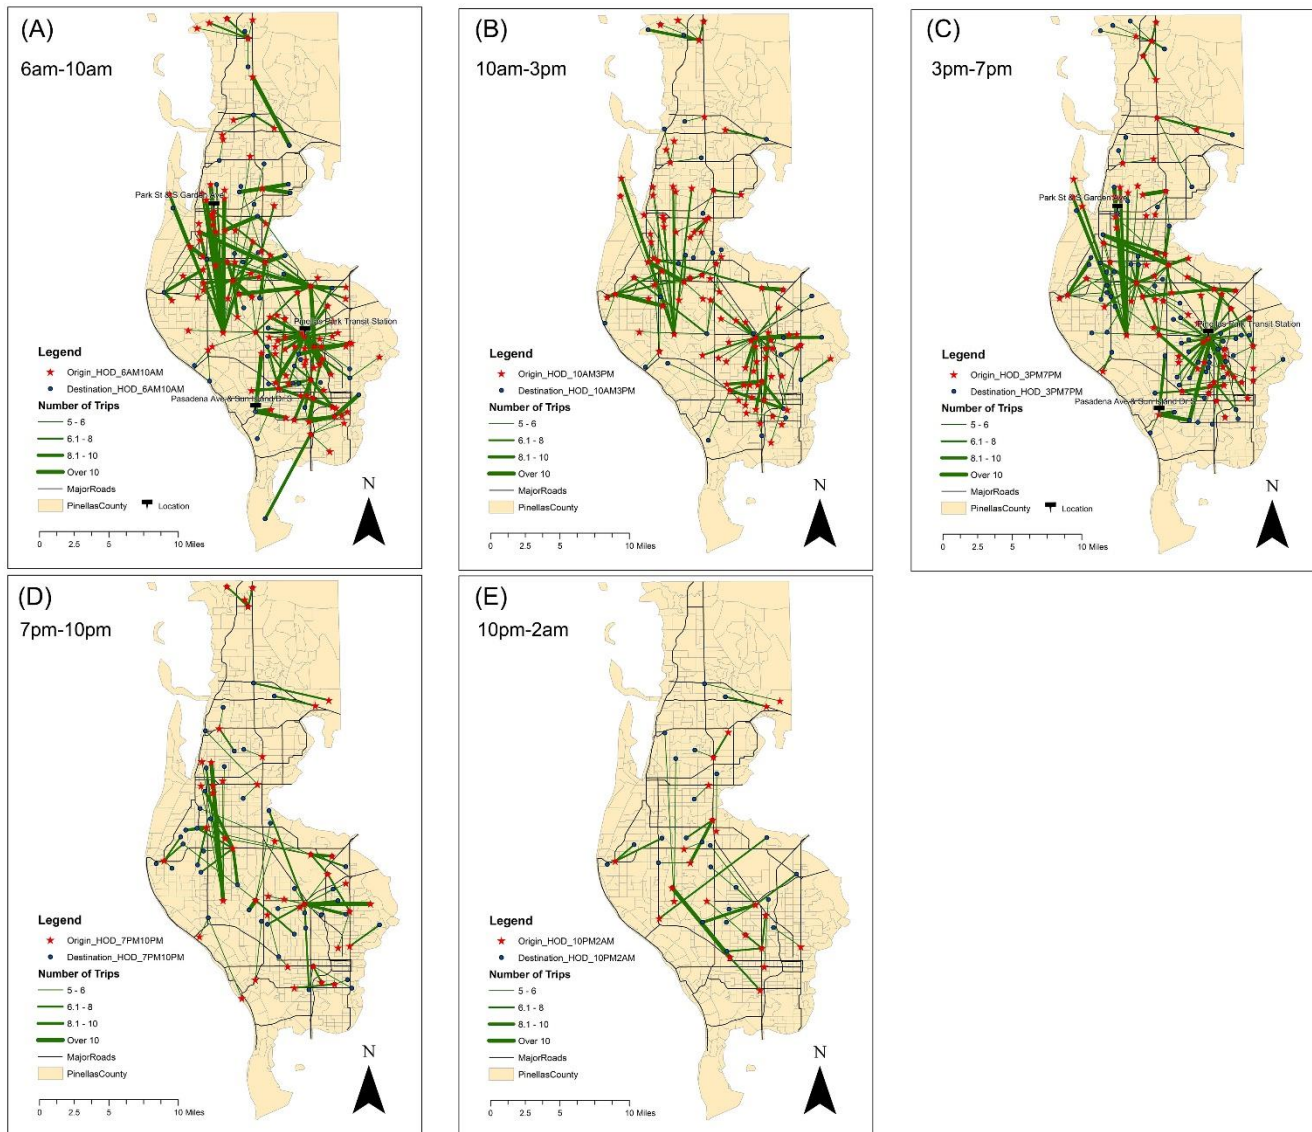 (A)
6am-10am
Park St & S Garden Ave
Pinellas Park Transit Station
Pasadena Ave & Sun Island Dr S
Legend
Origin_HOD_6AM10AM
Destination_HOD_6AM10AM
Number of Trips
5 - 6
6.1 - 8
8.1 - 10
Over 10
MajorRoads
PinellasCounty Location
0 2.5 5 10 Miles
N
(B)
10am-3pm
Legend
Origin_HOD_10AM3PM
Destination_HOD_10AM3PM
Number of Trips
5 - 6
6.1 - 8
8.1 - 10
Over 10
MajorRoads
PinellasCounty
0 2.5 5 10 Miles
N
(C)
3pm-7pm
Park St & S Garden Ave
Pinellas Park Transit Station
Pasadena Ave & Sun Island Dr S
Legend
Origin_HOD_3PM7PM
Destination_HOD_3PM7PM
Number of Trips
5 - 6
6.1 - 8
8.1 - 10
Over 10
MajorRoads
PinellasCounty Location
0 2.5 5 10 Miles
N
(D)
7pm-10pm
Legend
Origin_HOD_7PM10PM
Destination_HOD_7PM10PM
Number of Trips
5 - 6
6.1 - 8
8.1 - 10
Over 10
MajorRoads
PinellasCounty
0 2.5 5 10 Miles
N
(E)
10pm-2am
Legend
Origin_HOD_10PM2AM
Destination_HOD_10PM2AM
Number of Trips
5 - 6
6.1 - 8
8.1 - 10
Over 10
MajorRoads
PinellasCounty
0 2.5 5 10 Miles
N